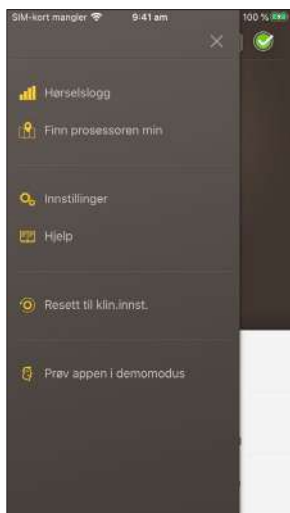 SIM-kort mangler 9:41 am 100 %
Hørselslogg
Finn prosessoren min
Innstillinger
Hjelp
Resett til klin.innst.
Prøv appen i demomodus